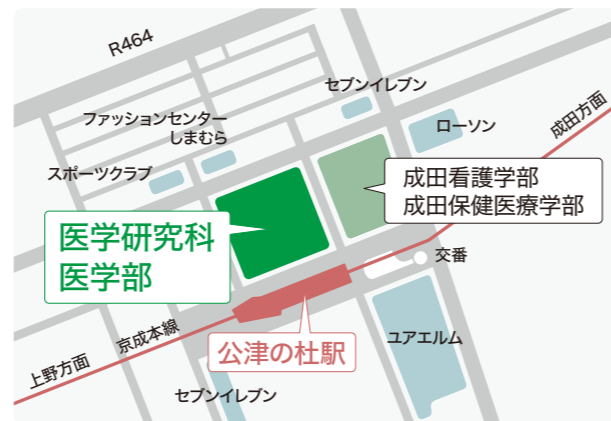 R464
セブンイレブン
ファッションセンター
しまむら
ローソン
成田方面
スポーツクラブ
成田看護学部
成田保健医療学部
医学研究科
医学部
交番
京成本線
公津の杜駅
ユアエルム
上野方面
セブンイレブン